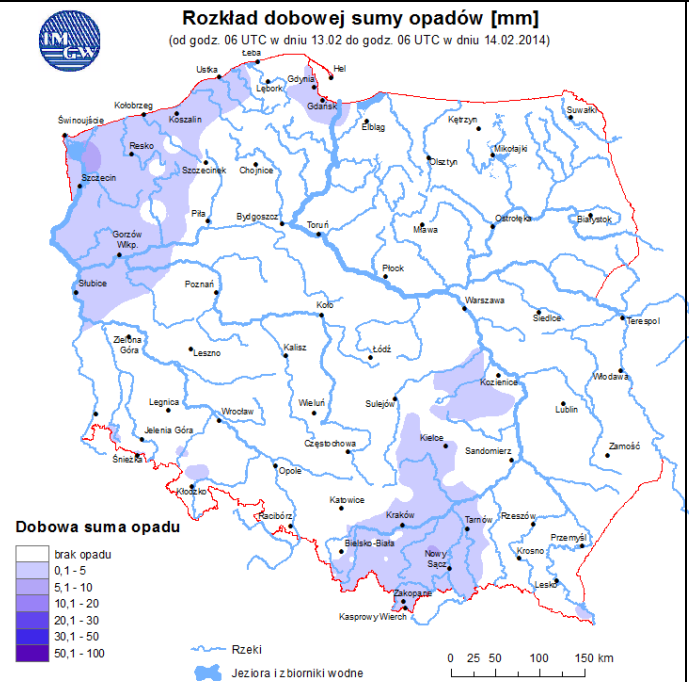 IM
GW
Rozkład dobowej sumy opadów [mm]
(od godz. 06 UTC w dniu 13.02 do godz. 06 UTC w dniu 14.02.2014)
Łeba
Ustka
Hel
Gdynia
Lębork
Gdańsk
Kołobrzeg
Koszalin
Świnoujście
Elbląg
Kętrzyn
Suwałki
Resko
Mikołajki
Olsztyn
Szczecinek
Chojnice
Szczecin
Piła
Bydgoszcz
Toruń
Mława
Ostrołęka
Białystok
Gorzów
Wlkp.
Płock
Słubice
Poznań
Koło
Warszawa
Siedlce
Terespol
Zielona
Góra
Leszno
Kalisz
Łódź
Kozienice
Włodawa
Legnica
Wrocław
Wieluń
Sulejów
Lublin
Jelenia Góra
Częstochowa
Kielce
Sandomierz
Zamość
Śnieżka
Opole
Kłodzko
Katowice
Racibórz
Kraków
Tarnów
Rzeszów
Przemyśl
Bielsko-Biała
Nowy
Sącz
Krosno
Lesko
Zakopane
Kasprowy Wierch
Dobowa suma opadu
brak opadu
0,1 - 5
5,1 - 10
10,1 - 20
20,1 - 30
30,1 - 50
50,1 - 100
Rzeki
Jeziora i zbiorniki wodne
0 25 50 100 150 km